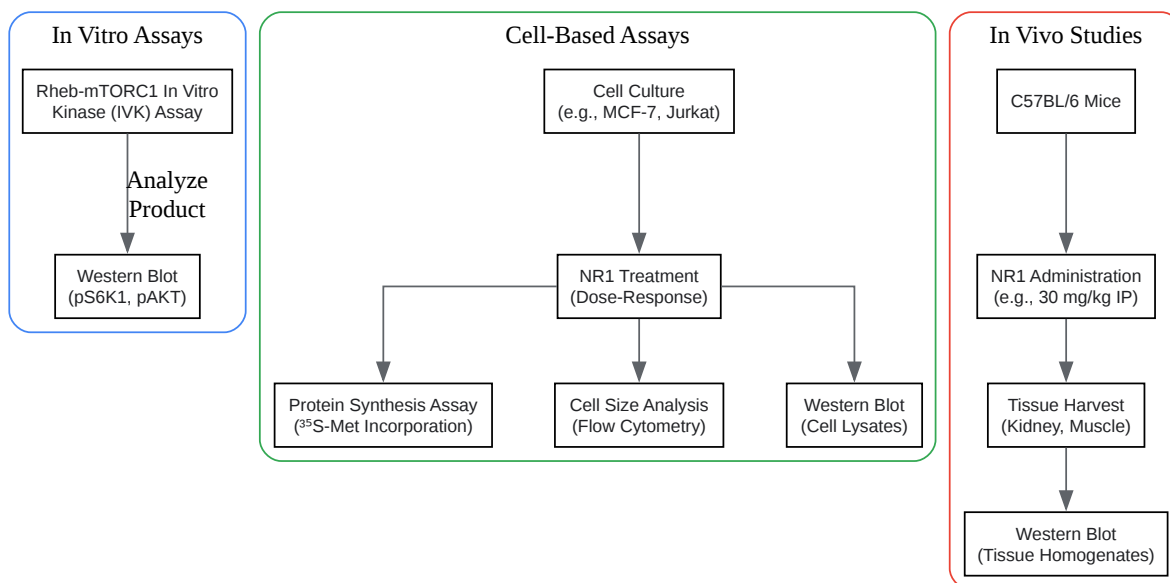 In Vitro Assays
Rheb-mTORC1 In Vitro
Kinase (IVK) Assay
Analyze
Product
Western Blot
(pS6K1, pAKT)
Cell-Based Assays
Cell Culture
(e.g., MCF-7, Jurkat)
NR1 Treatment
(Dose-Response)
Protein Synthesis Assay
(³⁵S-Met Incorporation)
Cell Size Analysis
(Flow Cytometry)
Western Blot
(Cell Lysates)
In Vivo Studies
C57BL/6 Mice
NR1 Administration
(e.g., 30 mg/kg IP)
Tissue Harvest
(Kidney, Muscle)
Western Blot
(Tissue Homogenates)